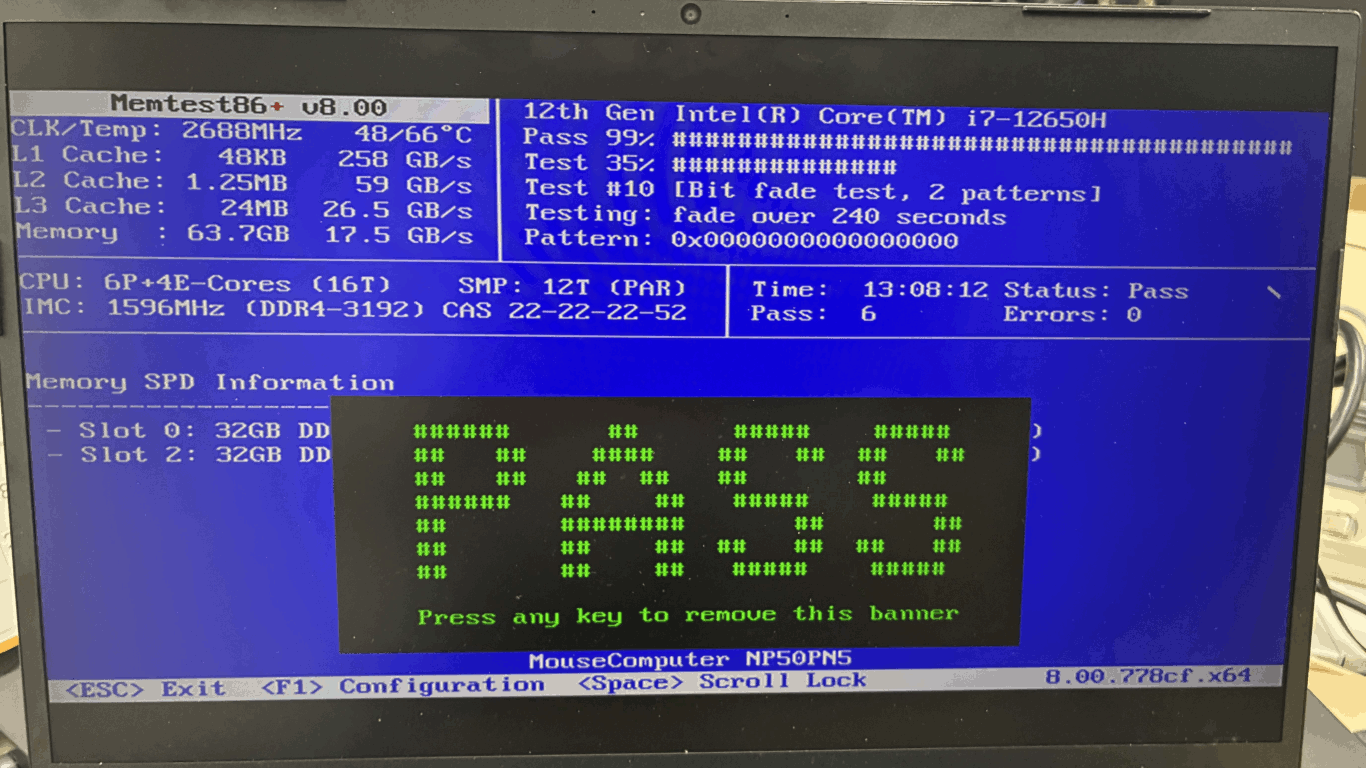 Memtest86+ v8.00
12th Gen Intel(R) Core(TM) i7-12650H
CLK/Temp: 2688MHz 48/66°C
Pass 99% #######################################
L1 Cache: 48KB 258 GB/s
Test 35% ##############
L2 Cache: 1.25MB 59 GB/s
Test #10 [Bit fade test, 2 patterns]
L3 Cache: 24MB 26.5 GB/s
Testing: fade over 240 seconds
Memory : 63.7GB 17.5 GB/s
Pattern: 0x0000000000000000
CPU: 6P+4E-Cores (16T) SMP: 12T (PAR)
Time: 13:08:12 Status: Pass \
IMC: 1596MHz (DDR4-3192) CAS 22-22-22-52
Pass: 6 Errors: 0
Memory SPD Information
- Slot 0: 32GB DD )
- Slot 2: 32GB DD )
PASS
Press any key to remove this banner
MouseComputer NP50PN5
<ESC> Exit <F1> Configuration <Space> Scroll Lock 8.00.778cf.x64